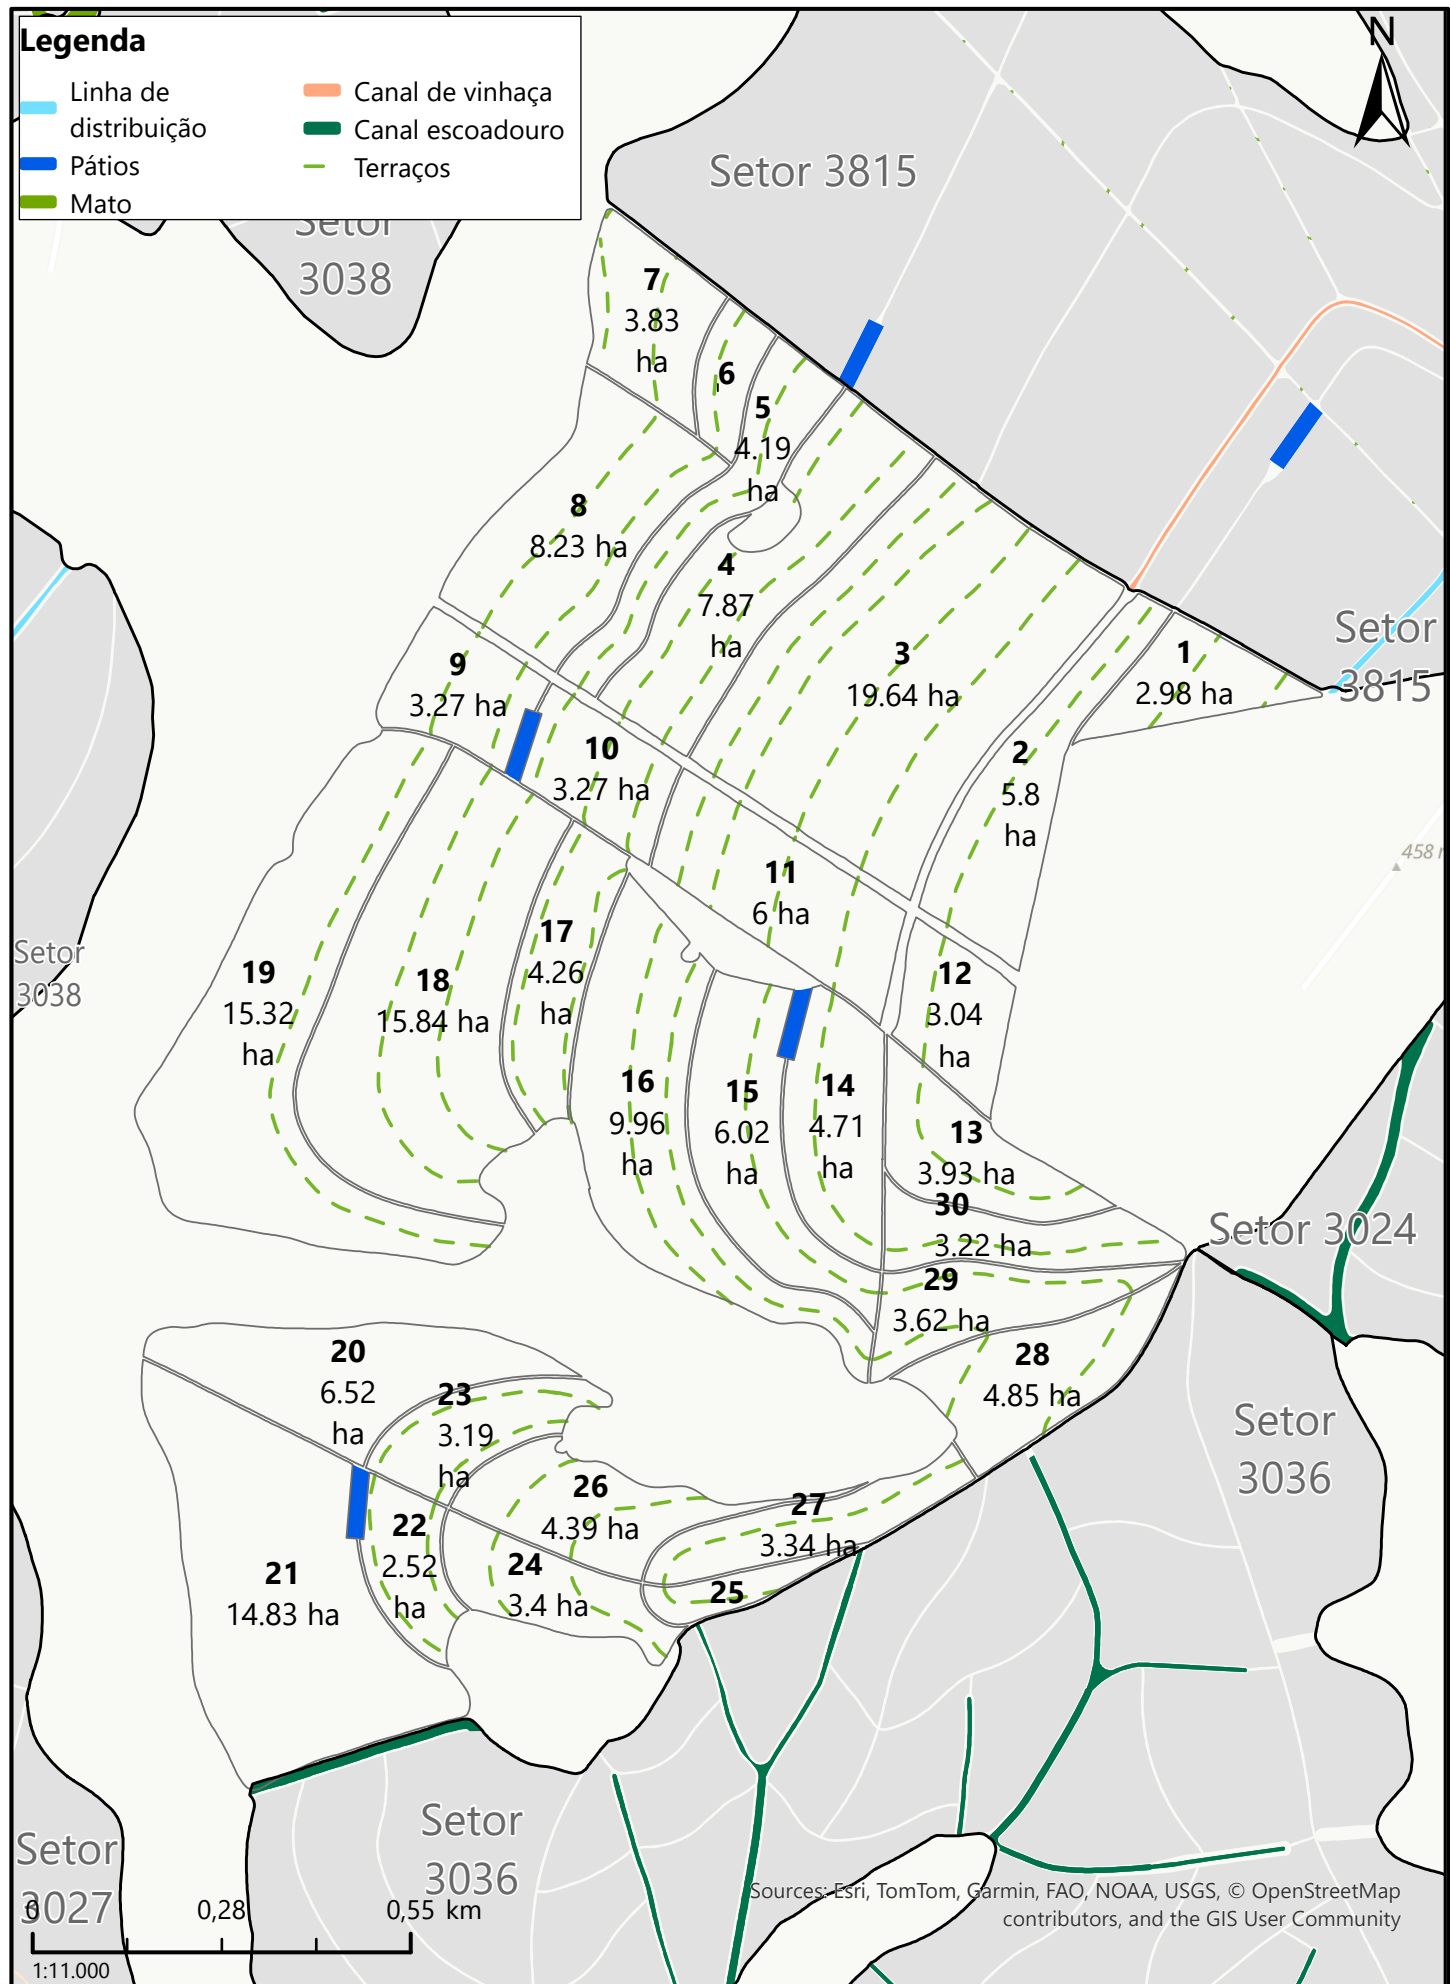 Legenda
Linha de
distribuição
Pátios
Mato
Canal de vinhaça
Canal escoadouro
Terraços
N
Setor 3815
Setor
3038
7
3.83
ha
6
5
4.19
ha
8
8.23 ha
4
7.87
ha
3
19.64 ha
1
2.98 ha
Setor
3815
9
3.27 ha
10
3.27 ha
2
5.8
ha
458
11
6 ha
Setor
3038
19
15.32
ha
18
15.84 ha
17
4.26
ha
12
3.04
ha
16
9.96
ha
15
6.02
ha
14
4.71
ha
13
3.93 ha
30
3.22 ha
Setor 3024
29
3.62 ha
28
4.85 ha
20
6.52
ha
23
3.19
ha
Setor
3036
26
4.39 ha
27
3.34 ha
22
2.52
ha
21
14.83 ha
24
3.4 ha
25
Setor
3036
Setor
3027
0
0,28
0,55 km
1:11.000
Sources: Esri, TomTom, Garmin, FAO, NOAA, USGS, © OpenStreetMap
contributors, and the GIS User Community